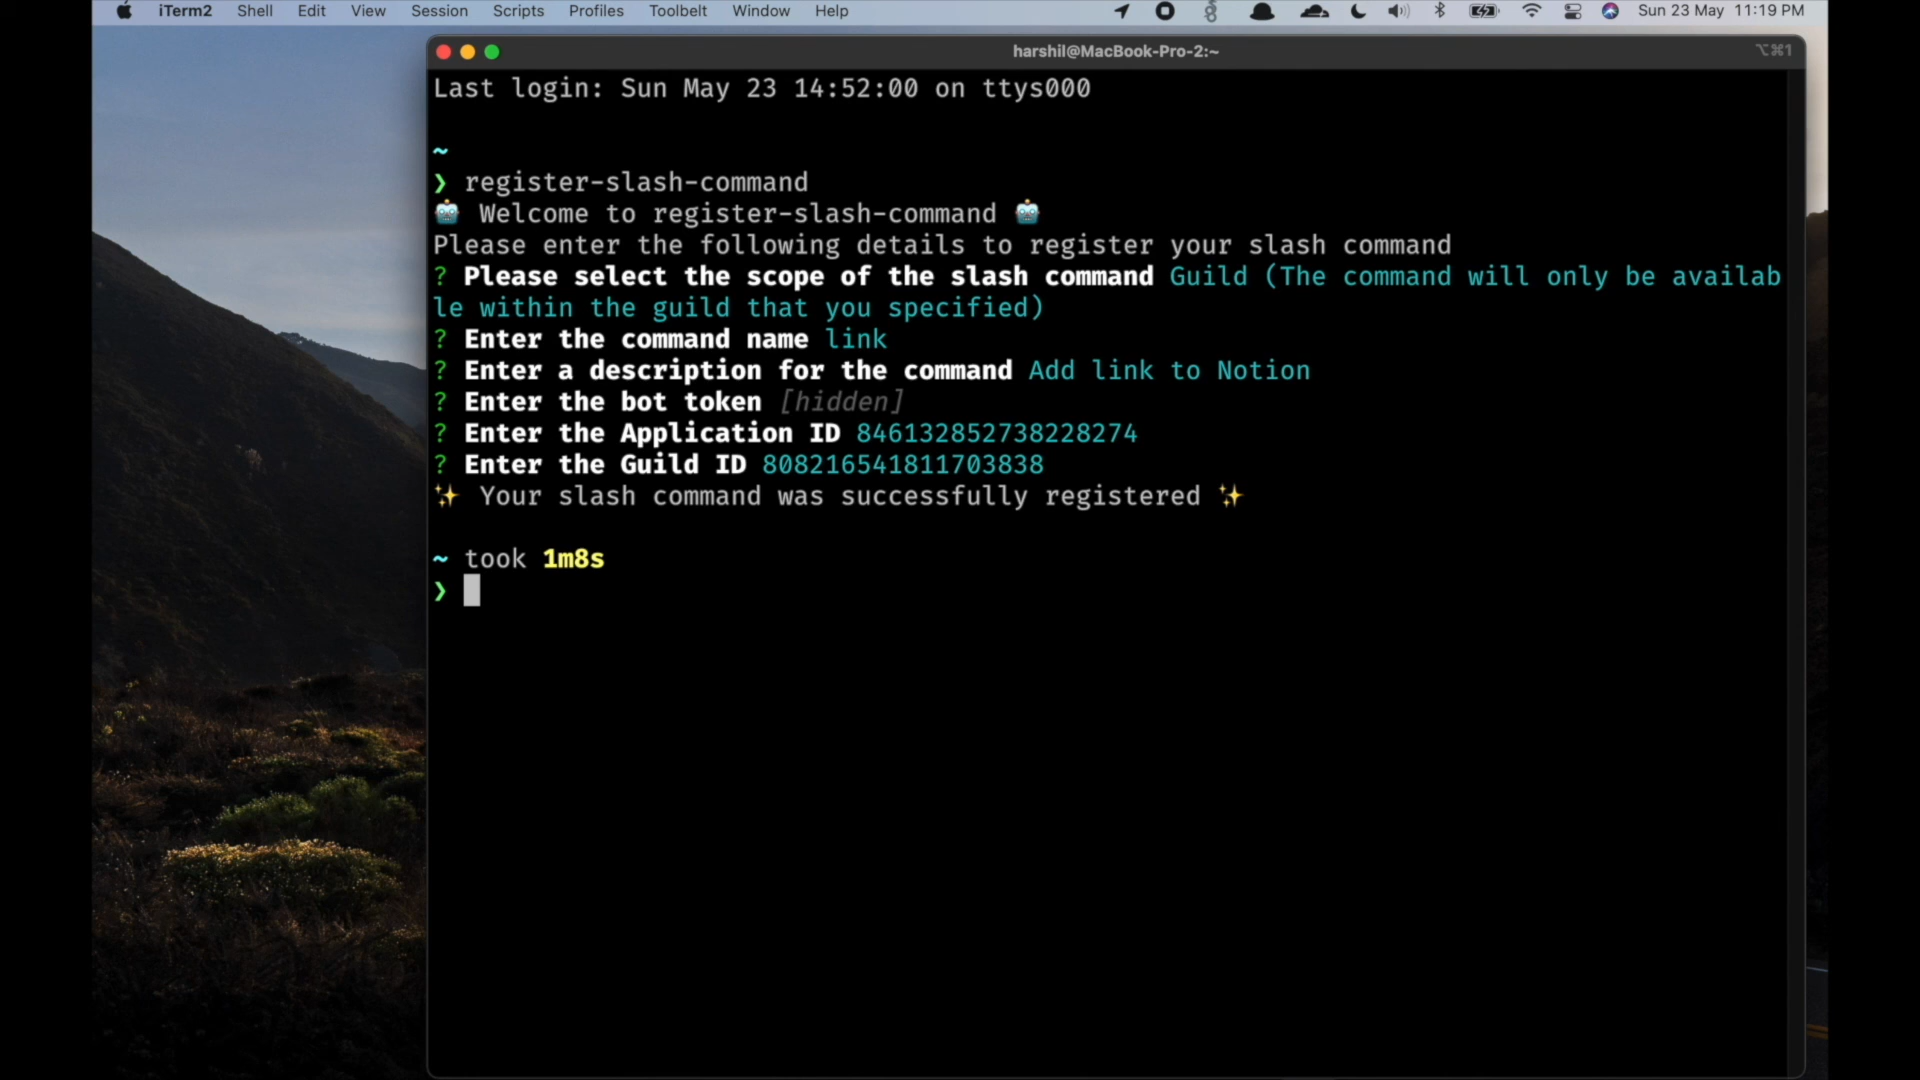 iTerm2 Shell Edit View Session Scripts Profiles Toolbelt Window Help Sun 23 May 11:19 PM
harshil@MacBook-Pro-2:~ ⌥⌘1
Last login: Sun May 23 14:52:00 on ttys000
~
❯ register-slash-command
🤖 Welcome to register-slash-command 🤖
Please enter the following details to register your slash command
? Please select the scope of the slash command Guild (The command will only be availab
le within the guild that you specified)
? Enter the command name link
? Enter a description for the command Add link to Notion
? Enter the bot token [hidden]
? Enter the Application ID 846132852738228274
? Enter the Guild ID 808216541811703838
✨ Your slash command was successfully registered ✨
~ took 1m8s
❯